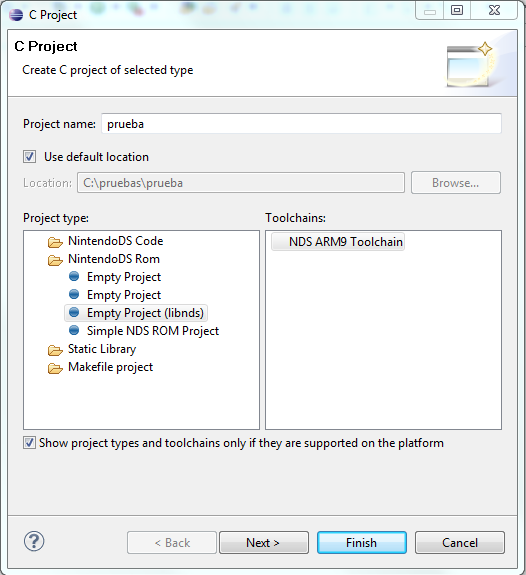 C Project
C Project
Create C project of selected type
Project name: prueba
Use default location
Location: C:\pruebas\prueba Browse...
Project type: Toolchains:
NintendoDS Code NDS ARM9 Toolchain
NintendoDS Rom
Empty Project
Empty Project
Empty Project (libnds)
Simple NDS ROM Project
Static Library
Makefile project
Show project types and toolchains only if they are supported on the platform
? < Back Next > Finish Cancel